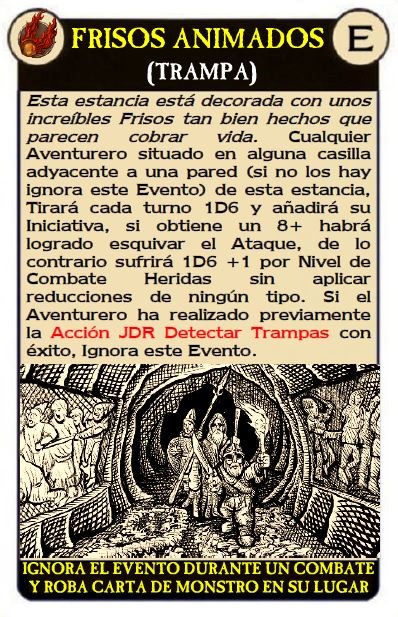 FRISOS ANIMADOS
E
(TRAMPA)
Esta estancia está decorada con unos
increíbles Frisos tan bien hechos que
parecen cobrar vida. Cualquier
Aventurero situado en alguna casilla
adyacente a una pared (si no los hay
ignora este Evento) de esta estancia,
Tirará cada turno 1D6 y añadirá su
Iniciativa, si obtiene un 8+ habrá
logrado esquivar el Ataque, de lo
contrario sufrirá 1D6 +1 por Nivel de
Combate Heridas sin aplicar
reducciones de ningún tipo. Si el
Aventurero ha realizado previamente
la Acción JDR Detectar Trampas con
éxito, Ignora este Evento.
IGNORA EL EVENTO DURANTE UN COMBATE
Y ROBA CARTA DE MONSTRO EN SU LUGAR